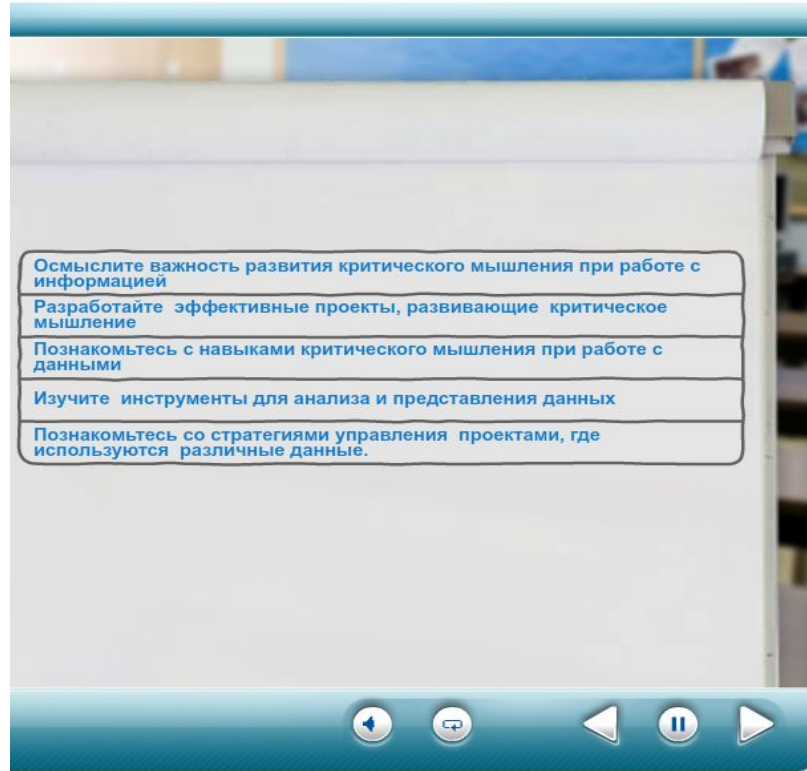 Осмыслите важность развития критического мышления при работе с
информацией
Разработайте эффективные проекты, развивающие критическое
мышление
Познакомьтесь с навыками критического мышления при работе с
данными
Изучите инструменты для анализа и представления данных
Познакомьтесь со стратегиями управления проектами, где
используются различные данные.